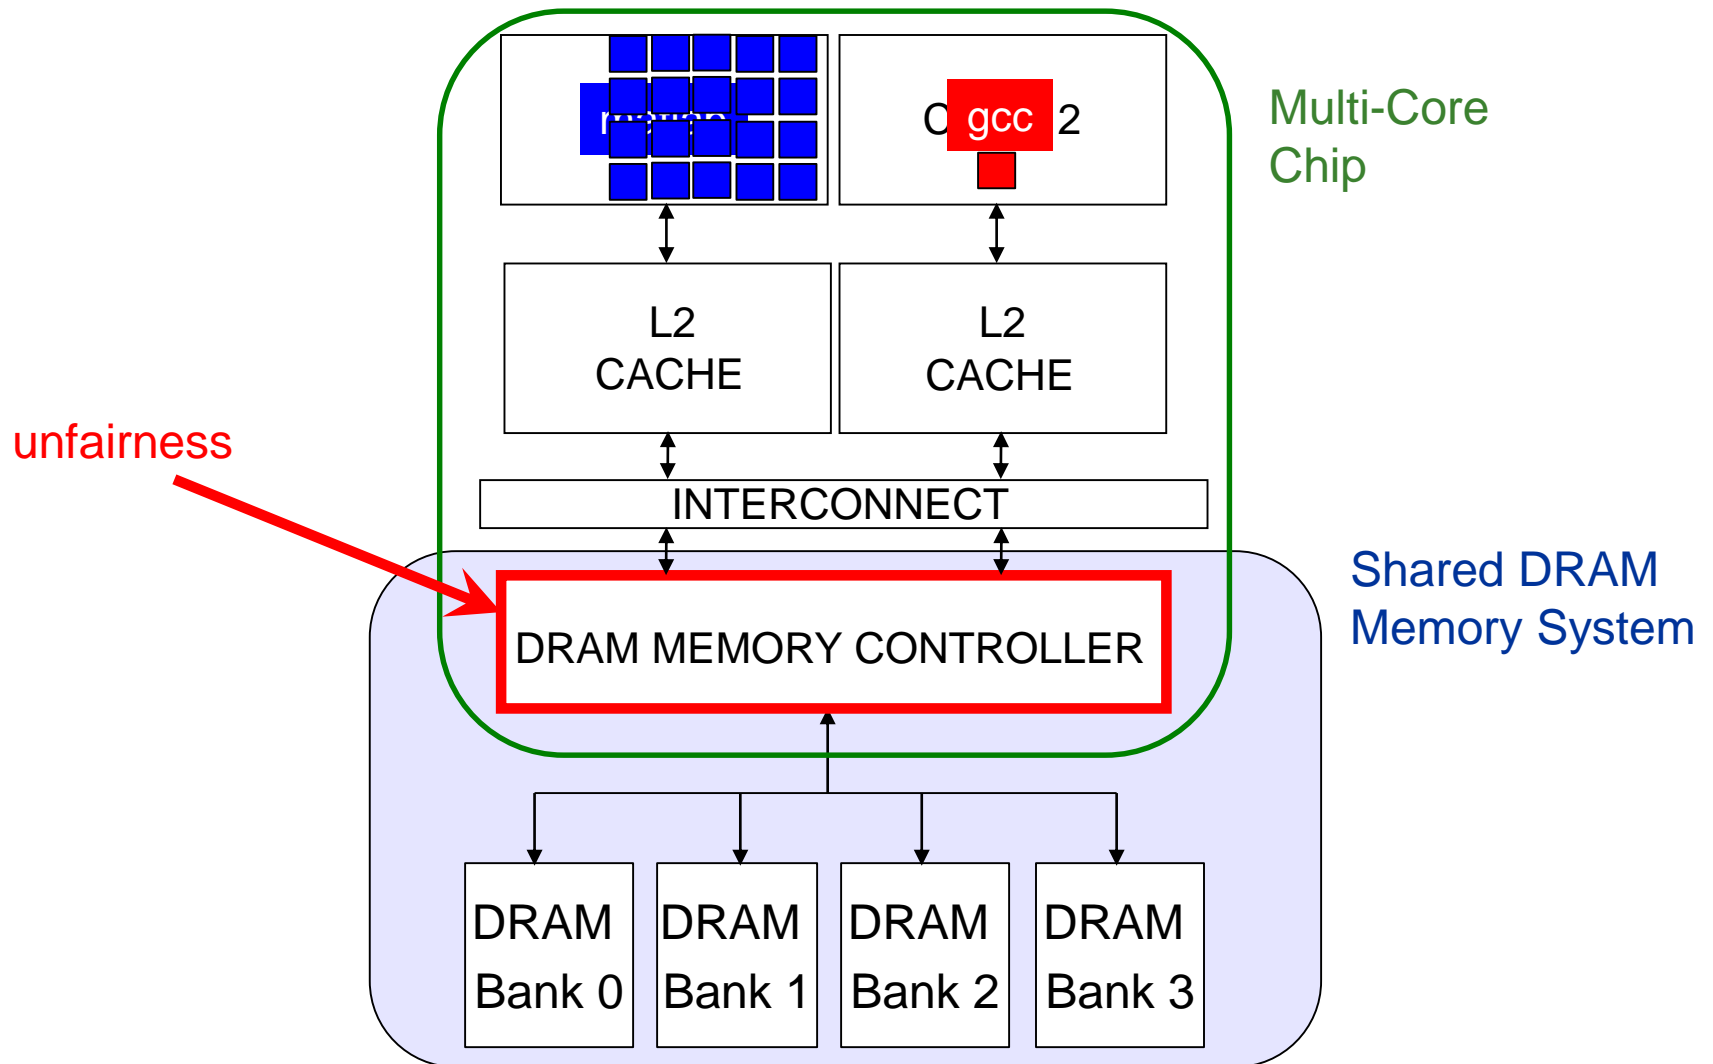 gcc
2
Multi-Core
Chip
L2
CACHE
L2
CACHE
unfairness
INTERCONNECT
Shared DRAM
Memory System
DRAM MEMORY CONTROLLER
DRAM
Bank 0
DRAM
Bank 1
DRAM
Bank 2
DRAM
Bank 3